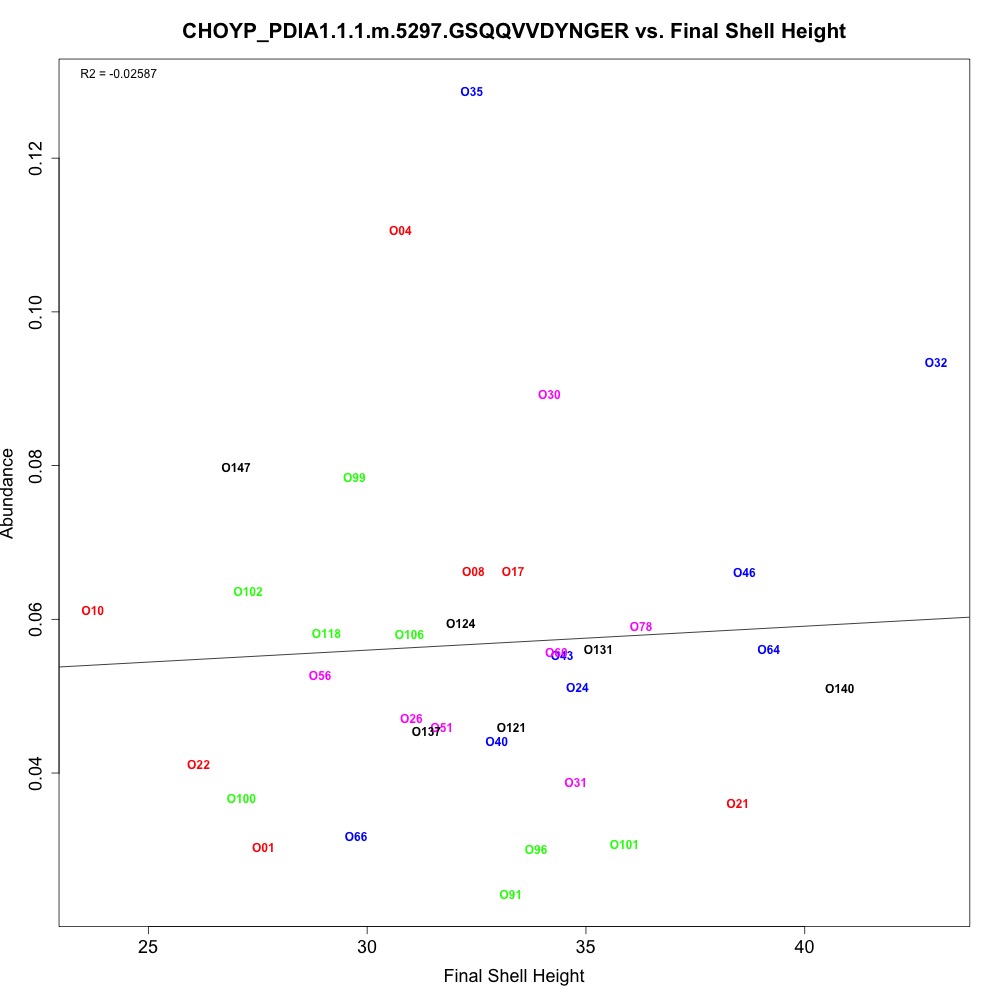 CHOYP_PDIA1.1.1.m.5297.GSQQVVDYNGER vs. Final Shell Height
R2 = -0.02587
O35
0.12
O04
0.10
O32
O30
0.08
O147
O99
O08 O17 O46
O102
O10
0.06
O124
O78
O118 O106
O131 O64
O69 O43
O56
O24 O140
O26
O51
O137 O121
O40
0.04
O22
O31
O100
O21
O66
O101
O01 O96
O91
Abundance
25 30 35 40
Final Shell Height